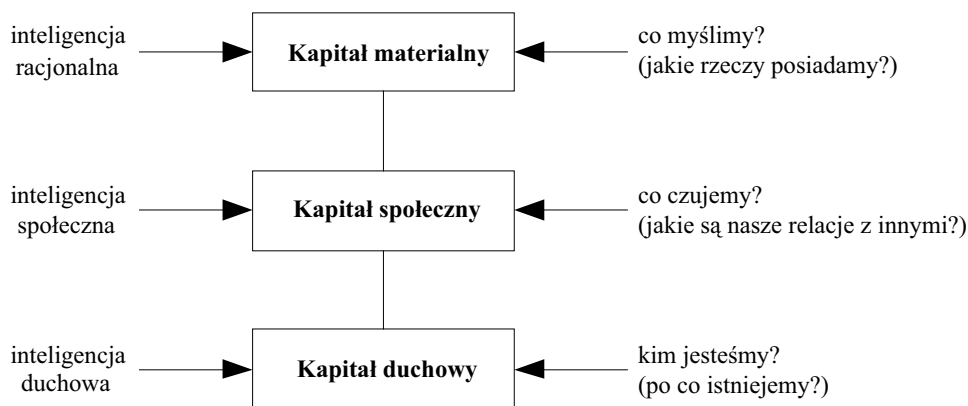 inteligencja
racjonalna
Kapitał materialny
co myślimy?
(jakie rzeczy posiadamy?)
inteligencja
społeczna
Kapitał społeczny
co czujemy?
(jakie są nasze relacje z innymi?)
inteligencja
duchowa
Kapitał duchowy
kim jesteśmy?
(po co istniejemy?)